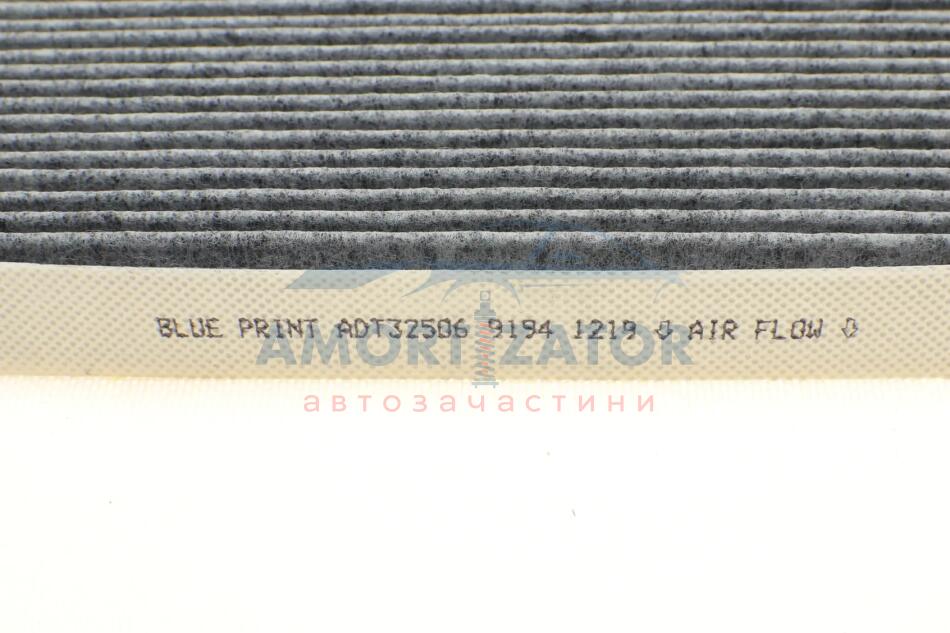 BLUE PRINT ADT32506 9194 1219 ⇩ AIR FLOW ⇩
AMORTIZATOR
автозачастини